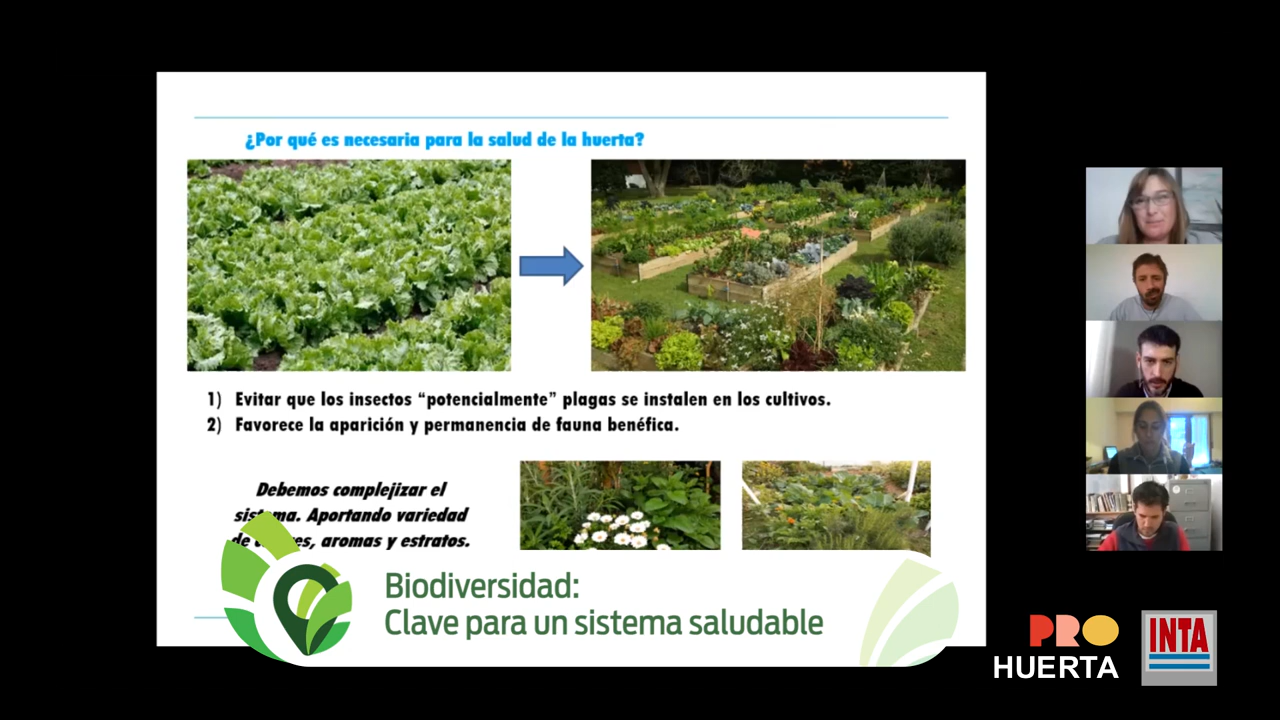 ¿Por qué es necesaria para la salud de la huerta?
1) Evitar que los insectos “potencialmente” plagas se instalen en los cultivos.
2) Favorece la aparición y permanencia de fauna benéfica.
Debemos complejizar el
sistema. Aportando variedad
de aromas y estratos.
Biodiversidad:
Clave para un sistema saludable
PRO
HUERTA
INTA